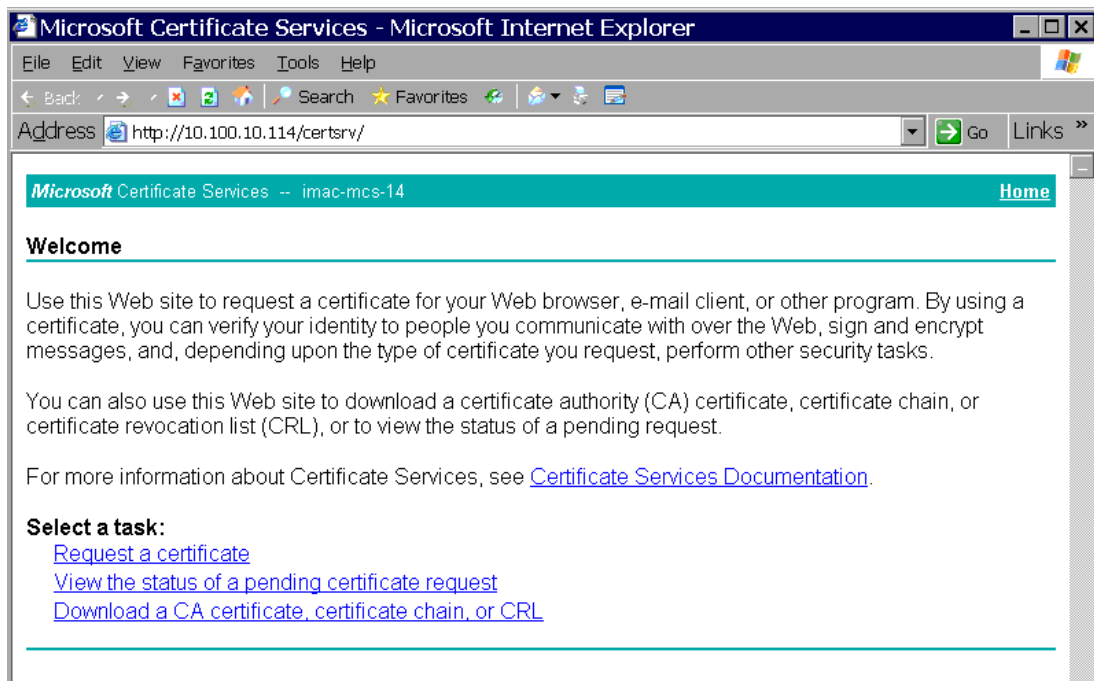 Microsoft Certificate Services - Microsoft Internet Explorer
File Edit View Favorites Tools Help
Back Search Favorites
Address http://10.100.10.114/certsrv/ Go Links »
Microsoft Certificate Services -- imac-mcs-14 Home
Welcome
Use this Web site to request a certificate for your Web browser, e-mail client, or other program. By using a
certificate, you can verify your identity to people you communicate with over the Web, sign and encrypt
messages, and, depending upon the type of certificate you request, perform other security tasks.
You can also use this Web site to download a certificate authority (CA) certificate, certificate chain, or
certificate revocation list (CRL), or to view the status of a pending request.
For more information about Certificate Services, see Certificate Services Documentation.
Select a task:
Request a certificate
View the status of a pending certificate request
Download a CA certificate, certificate chain, or CRL